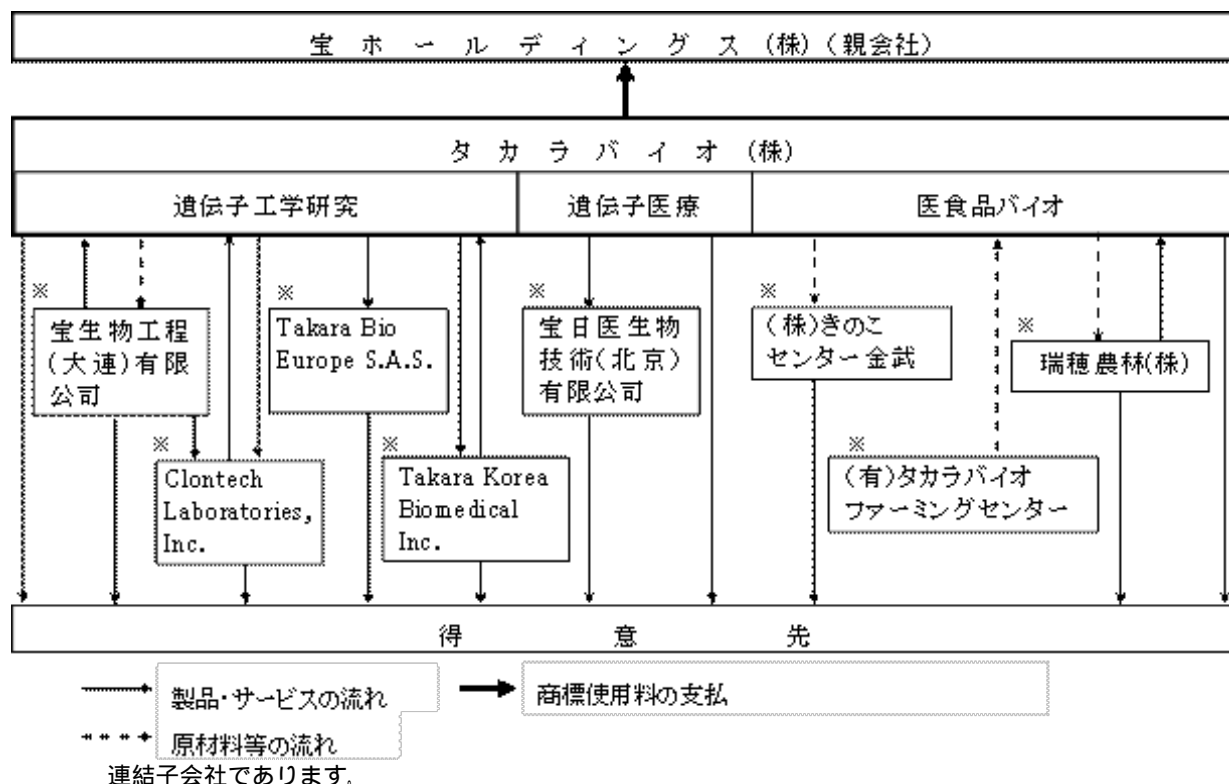 宝ホールディングス(株)(親会社)
タカラバイオ(株)
遺伝子工学研究
遺伝子医療
医食品バイオ
※
宝生物工程
(大連)有限
公司
※
Takara Bio
Europe S.A.S.
※
宝日医生物
技術(北京)
有限公司
※
(株)きのこ
センター金武
※
瑞穂農林(株)
※
Clontech
Laboratories,
Inc.
※
Takara Korea
Biomedical
Inc.
※
(有)タカラバイオ
ファーミングセンター
得意先
製品・サービスの流れ
商標使用料の支払
原材料等の流れ
連結子会社であります。